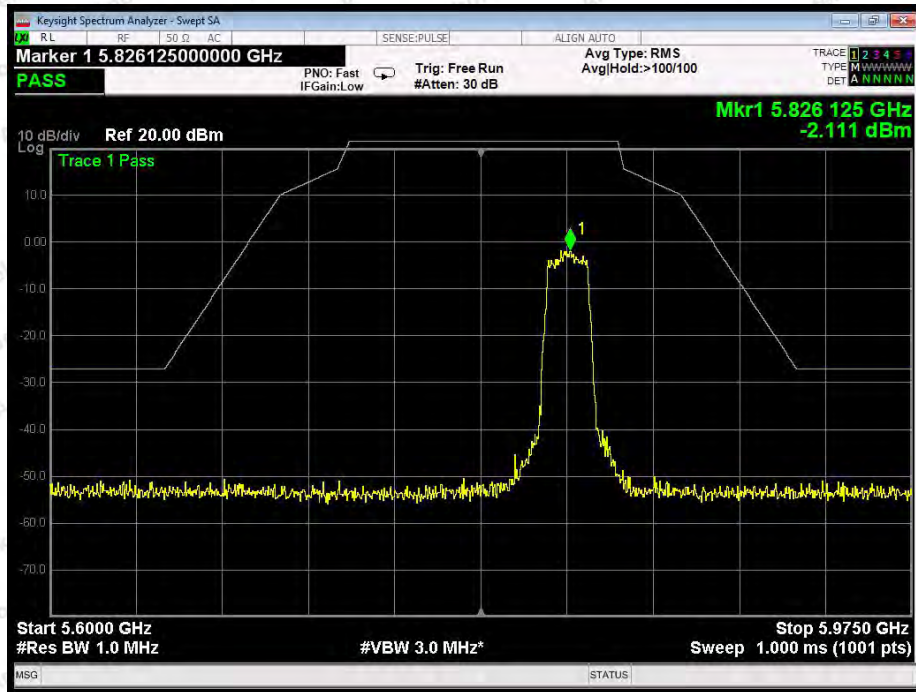 Keysight Spectrum Analyzer - Swept SA
LXI RL RF 50 Ω AC SENSE:PULSE ALIGN AUTO
Marker 1 5.826125000000 GHz
PASS
PNO: Fast
IFGain:Low
Trig: Free Run
#Atten: 30 dB
Avg Type: RMS
Avg|Hold:>100/100
TRACE 1 2 3 4 5
TYPE M WWWWW
DET A N N N N N
Mkr1 5.826 125 GHz
-2.111 dBm
10 dB/div Ref 20.00 dBm
Log
Trace 1 Pass
10.0
0.00
1
-10.0
-20.0
-30.0
-40.0
-50.0
-60.0
-70.0
Start 5.6000 GHz Stop 5.9750 GHz
#Res BW 1.0 MHz #VBW 3.0 MHz* Sweep 1.000 ms (1001 pts)
MSG STATUS